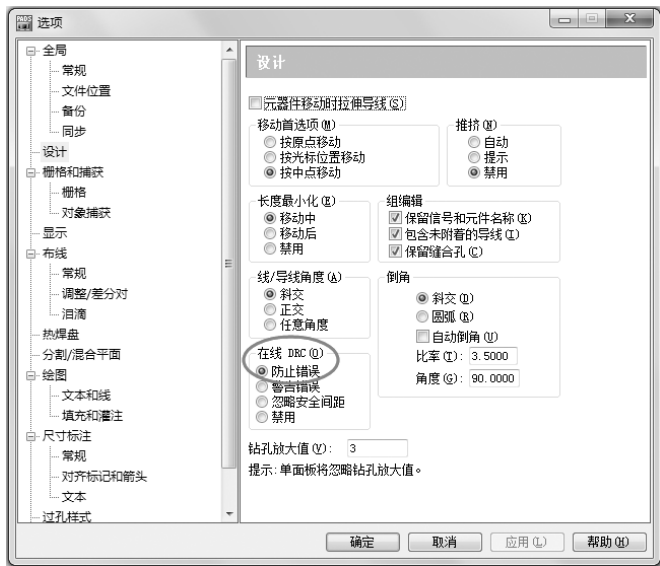 PADS 选项
全局
常规
文件位置
备份
同步
设计
栅格和捕获
栅格
对象捕获
显示
布线
常规
调整/差分对
泪滴
热焊盘
分割/混合平面
绘图
文本和线
填充和灌注
尺寸标注
常规
对齐标记和箭头
文本
过孔样式
设计
元器件移动时拉伸导线(S)
移动首选项(M)
按原点移动
按光标位置移动
按中点移动
推挤(N)
自动
提示
禁用
长度最小化(E)
移动中
移动后
禁用
组编辑
保留信号和元件名称(K)
包含未附着的导线(I)
保留缝合孔(C)
线/导线角度(A)
斜交
正交
任意角度
倒角
斜交(D)
圆弧(R)
自动倒角(U)
比率(T): 3.5000
角度(G): 90.0000
在线 DRC(O)
防止错误
警告错误
忽略安全间距
禁用
钻孔放大值(V): 3
提示:单面板将忽略钻孔放大值。
确定 取消 应用(L) 帮助(H)